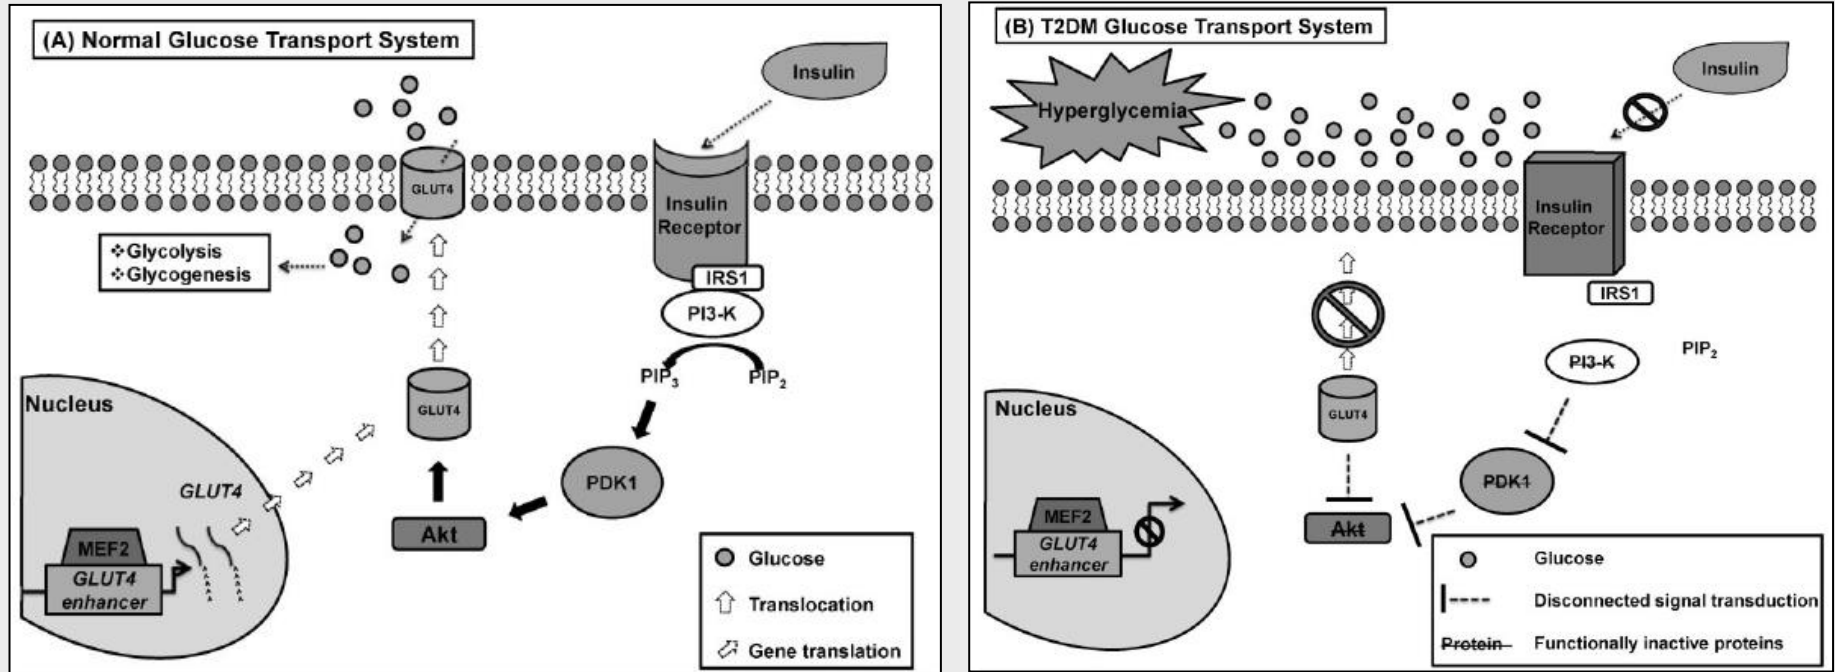 (A) Normal Glucose Transport System
Insulin
GLUT4
Insulin
Receptor
❖Glycolysis
❖Glycogenesis
IRS1
PI3-K
PIP₃
PIP₂
Nucleus
GLUT4
GLUT4
PDK1
Akt
MEF2
GLUT4
enhancer
Glucose
Translocation
Gene translation
(B) T2DM Glucose Transport System
Insulin
Hyperglycemia
Insulin
Receptor
IRS1
PIP₂
PI3-K
Nucleus
GLUT4
PDK1
MEF2
GLUT4
enhancer
Akt
Glucose
Disconnected signal transduction
Protein
Functionally inactive proteins